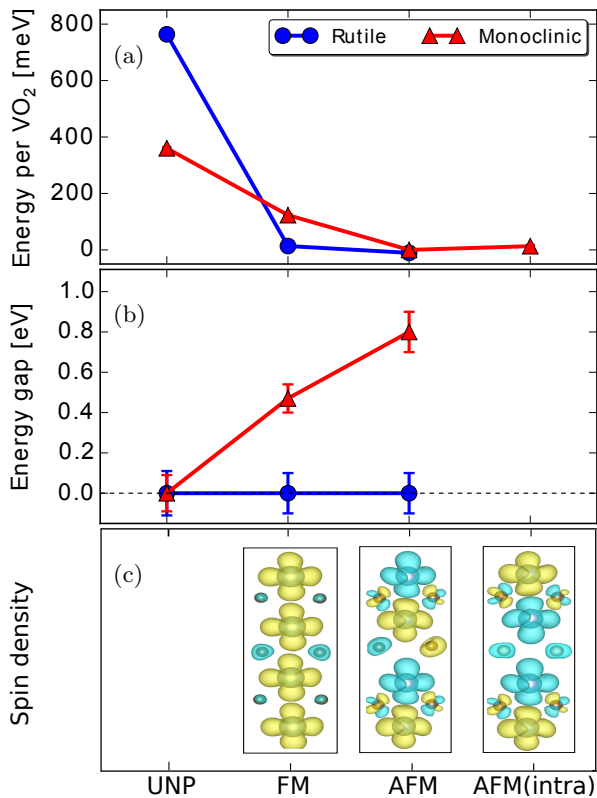 Energy per VO₂ [meV]
800
600
400
200
0
(a)
Rutile
Monoclinic
Energy gap [eV]
1.0
0.8
0.6
0.4
0.2
0.0
(b)
Spin density
(c)
UNP FM AFM AFM(intra)